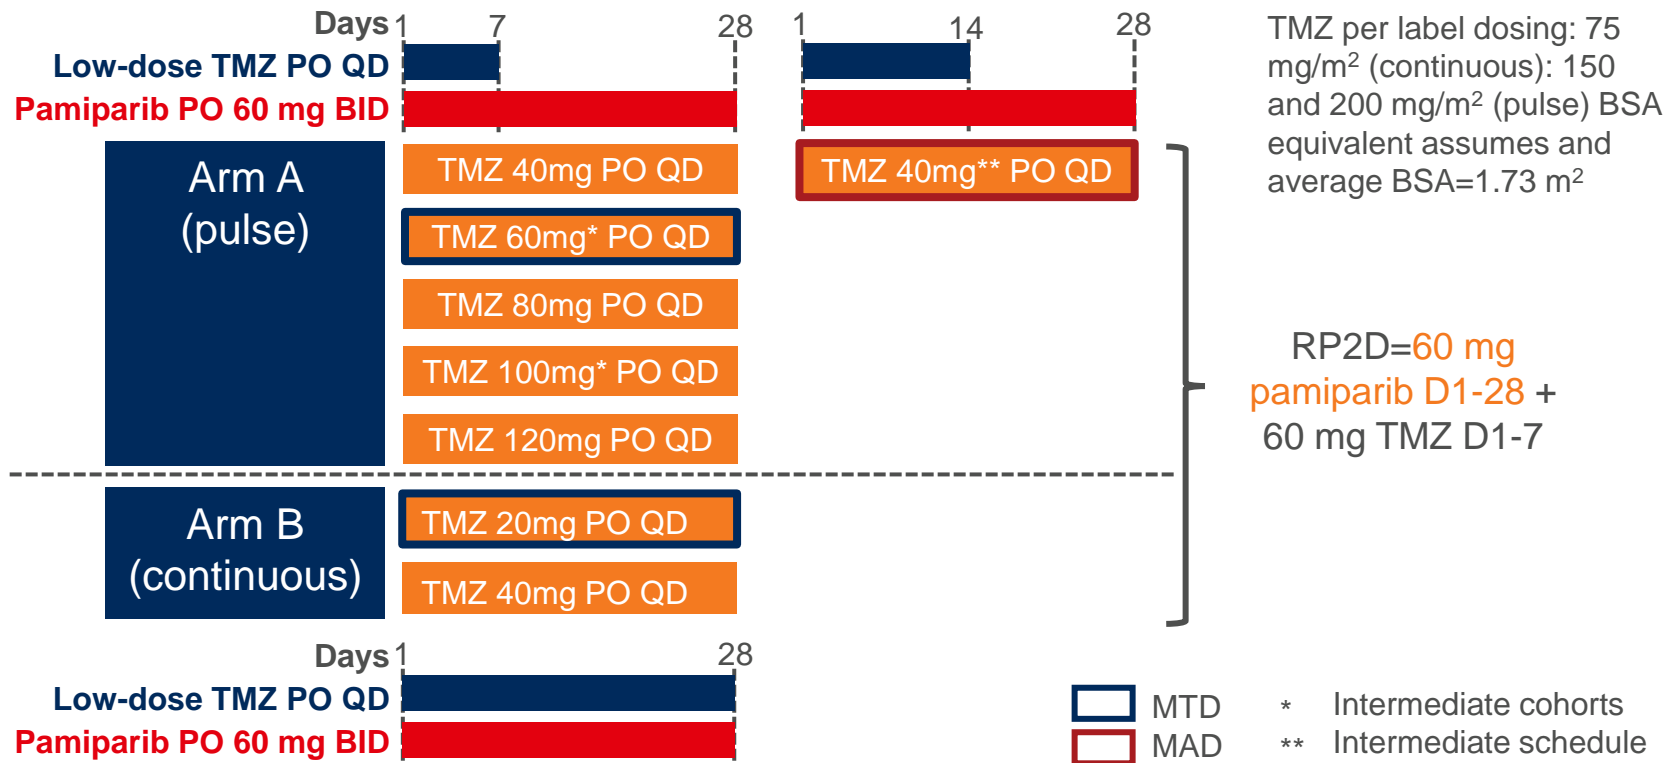 Days 1 7 28
Low-dose TMZ PO QD
Pamiparib PO 60 mg BID
1 14 28
Arm A
(pulse)
TMZ 40mg PO QD
TMZ 60mg* PO QD
TMZ 80mg PO QD
TMZ 100mg* PO QD
TMZ 120mg PO QD
TMZ 40mg** PO QD
Arm B
(continuous)
TMZ 20mg PO QD
TMZ 40mg PO QD
Days 1 28
Low-dose TMZ PO QD
Pamiparib PO 60 mg BID
TMZ per label dosing: 75
mg/m² (continuous): 150
and 200 mg/m² (pulse) BSA
equivalent assumes and
average BSA=1.73 m²
RP2D=60 mg
pamiparib D1-28 +
60 mg TMZ D1-7
MTD
MAD
* Intermediate cohorts
** Intermediate schedule